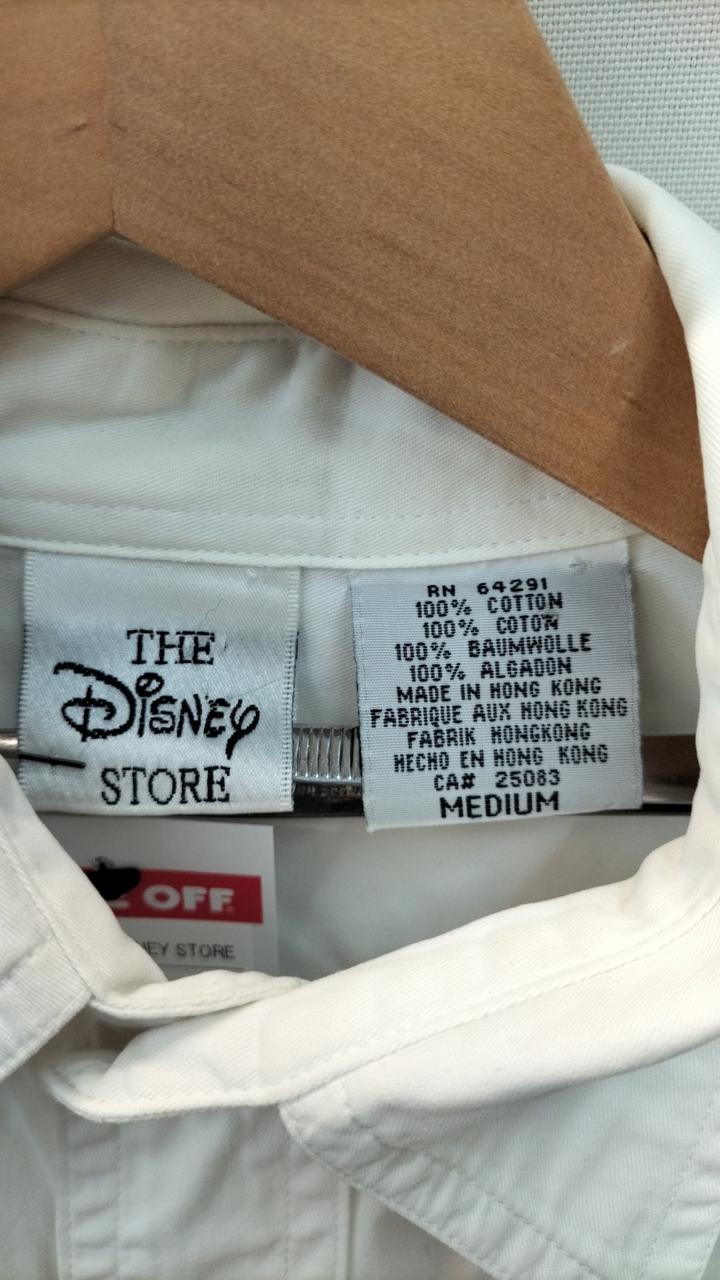 THE
Disney
STORE
RN 64291
100% COTTON
100% COTON
100% BAUMWOLLE
100% ALGADON
MADE IN HONG KONG
FABRIQUE AUX HONG KONG
FABRIK HONGKONG
HECHO EN HONG KONG
CA# 25083
MEDIUM
OFF
STORE